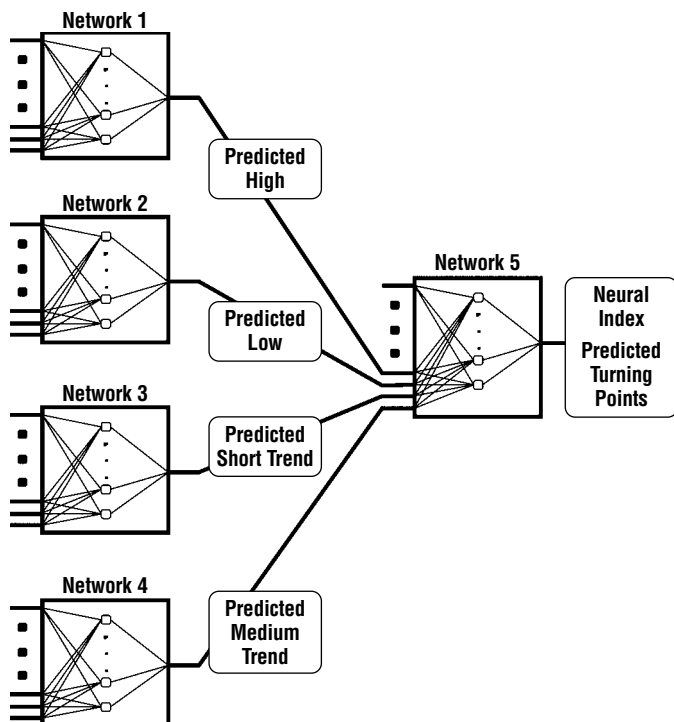 Network 1
Predicted
High
Network 2
Predicted
Low
Network 5
Neural
Index
Predicted
Turning
Points
Network 3
Predicted
Short Trend
Network 4
Predicted
Medium
Trend